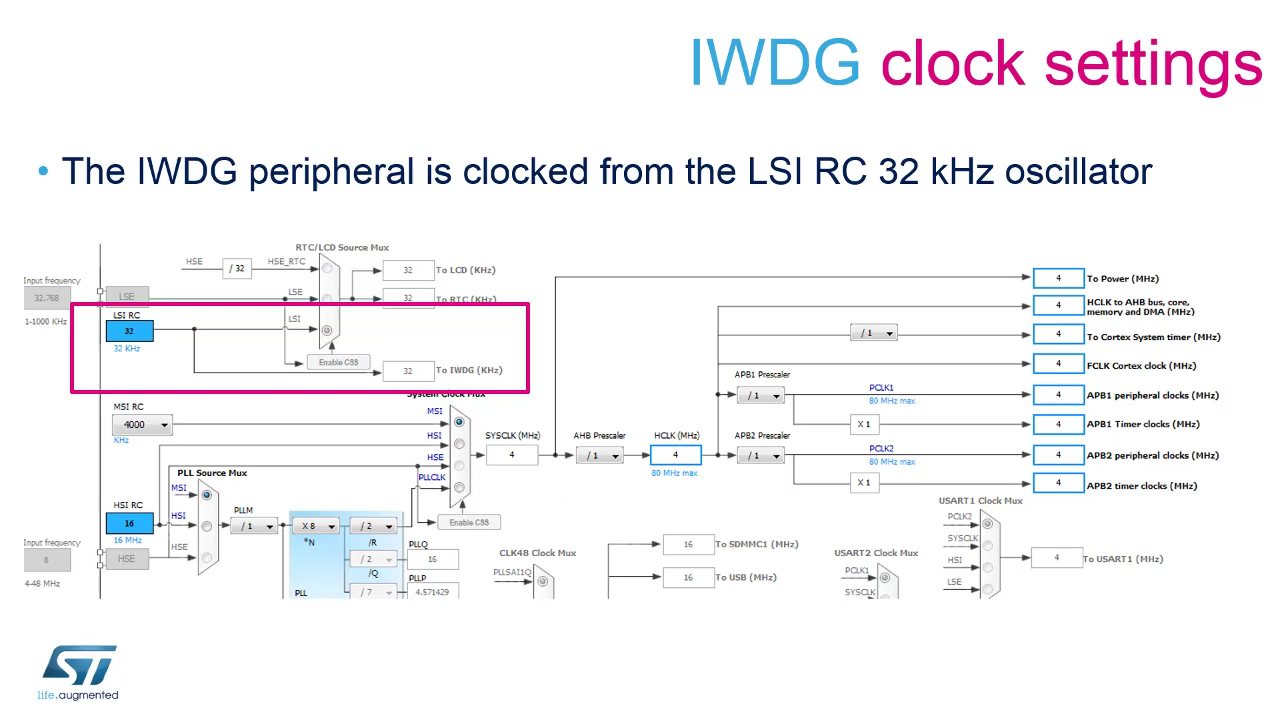 IWDG clock settings
• The IWDG peripheral is clocked from the LSI RC 32 kHz oscillator
RTC/LCD Source Mux
HSE
/ 32
HSE_RTC
32
To LCD (KHz)
Input frequency
32.768
1-1000 KHz
LSE
LSE
32
To RTC (KHz)
LSI RC
32
32 KHz
LSI
Enable CSS
32
To IWDG (KHz)
System Clock Mux
MSI RC
4000
KHz
MSI
HSI
HSE
PLLCLK
Enable CSS
SYSCLK (MHz)
4
AHB Prescaler
/ 1
HCLK (MHz)
4
80 MHz max
4
To Power (MHz)
4
HCLK to AHB bus, core,
memory and DMA (MHz)
/ 1
4
To Cortex System timer (MHz)
4
FCLK Cortex clock (MHz)
APB1 Prescaler
/ 1
PCLK1
80 MHz max
4
APB1 peripheral clocks (MHz)
X 1
4
APB1 Timer clocks (MHz)
APB2 Prescaler
/ 1
PCLK2
80 MHz max
4
APB2 peripheral clocks (MHz)
X 1
4
APB2 timer clocks (MHz)
PLL Source Mux
MSI
HSI
HSE
HSI RC
16
16 MHz
Input frequency
8
4-48 MHz
HSE
PLLM
/ 1
X 8
*N
/ 2
/R
/ 2
/Q
/ 7
PLL
PLLQ
16
PLLP
4.571429
CLK48 Clock Mux
PLLSAI1Q
16
To SDMMC1 (MHz)
16
To USB (MHz)
USART2 Clock Mux
PCLK1
SYSCLK
USART1 Clock Mux
PCLK2
SYSCLK
HSI
LSE
4
To USART1 (MHz)
ST
life.augmented